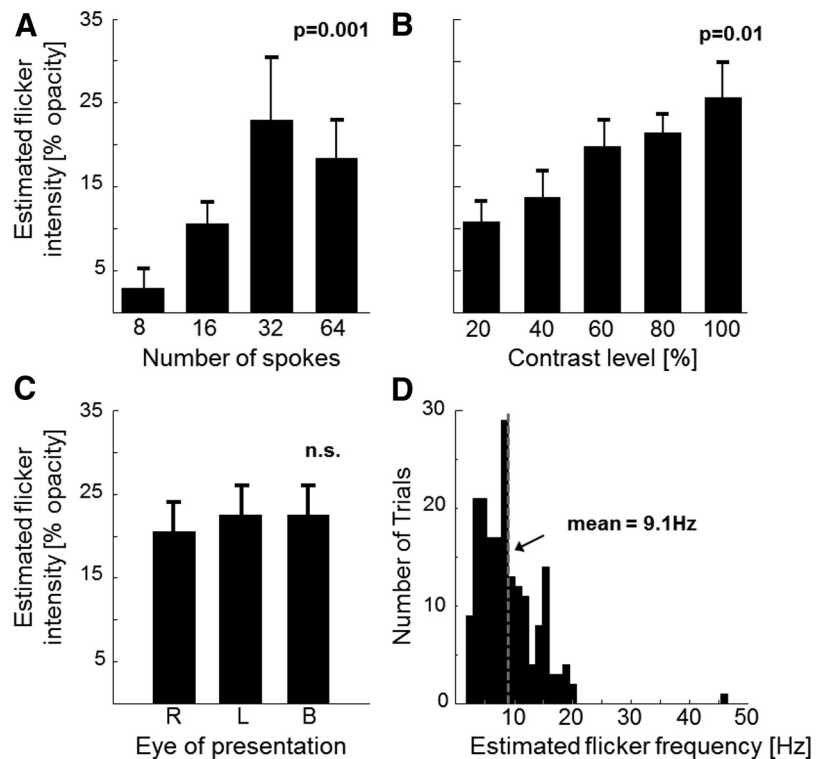 A
35
25
15
5
Estimated flicker
intensity [% opacity]
p=0.001
8 16 32 64
Number of spokes
B
p=0.01
20 40 60 80 100
Contrast level [%]
C
35
25
15
5
Estimated flicker
intensity [% opacity]
n.s.
R L B
Eye of presentation
D
30
20
10
0
Number of Trials
mean = 9.1Hz
10 20 30 40 50
Estimated flicker frequency [Hz]